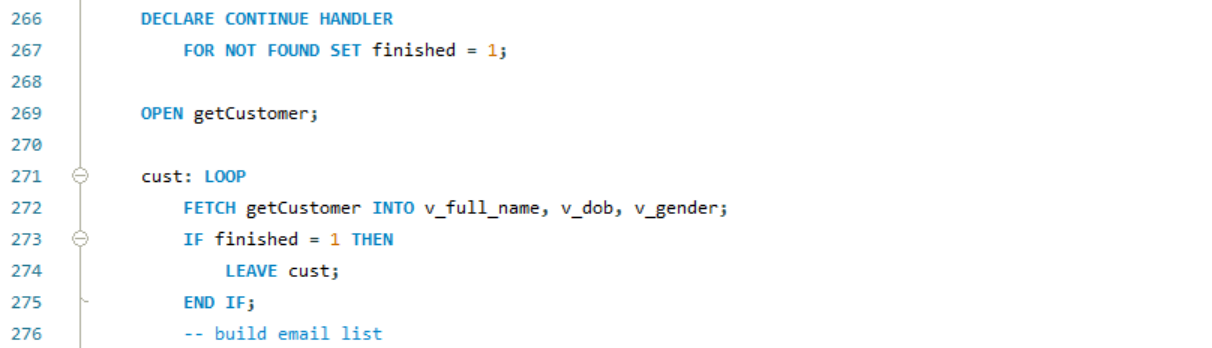 266 DECLARE CONTINUE HANDLER
267 FOR NOT FOUND SET finished = 1;
268
269 OPEN getCustomer;
270
271 cust: LOOP
272 FETCH getCustomer INTO v_full_name, v_dob, v_gender;
273 IF finished = 1 THEN
274 LEAVE cust;
275 END IF;
276 -- build email list